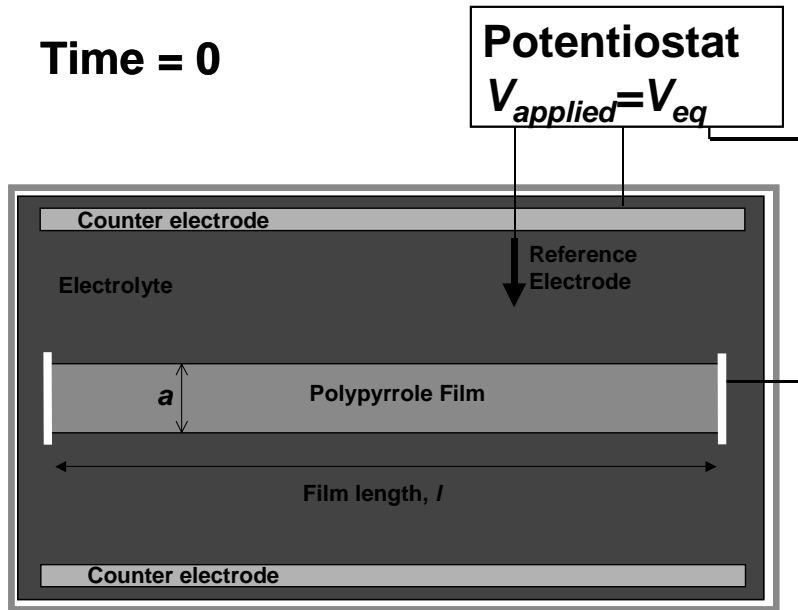 Time = 0
Potentiostat
V_applied=V_eq
Counter electrode
Reference
Electrode
Electrolyte
a
Polypyrrole Film
Film length, l
Counter electrode